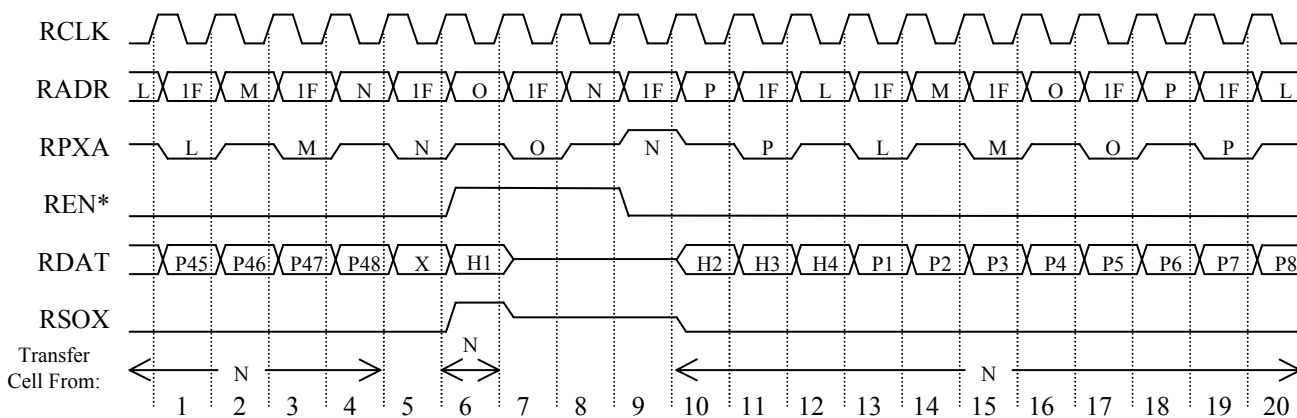 RCLK
RADR L 1F M 1F N 1F O 1F N 1F P 1F L 1F M 1F O 1F P 1F L
RPXA L M N O N P L M O P
REN*
RDAT P45 P46 P47 P48 X H1 H2 H3 H4 P1 P2 P3 P4 P5 P6 P7 P8
RSOX
Transfer
Cell From: N N N
1 2 3 4 5 6 7 8 9 10 11 12 13 14 15 16 17 18 19 20